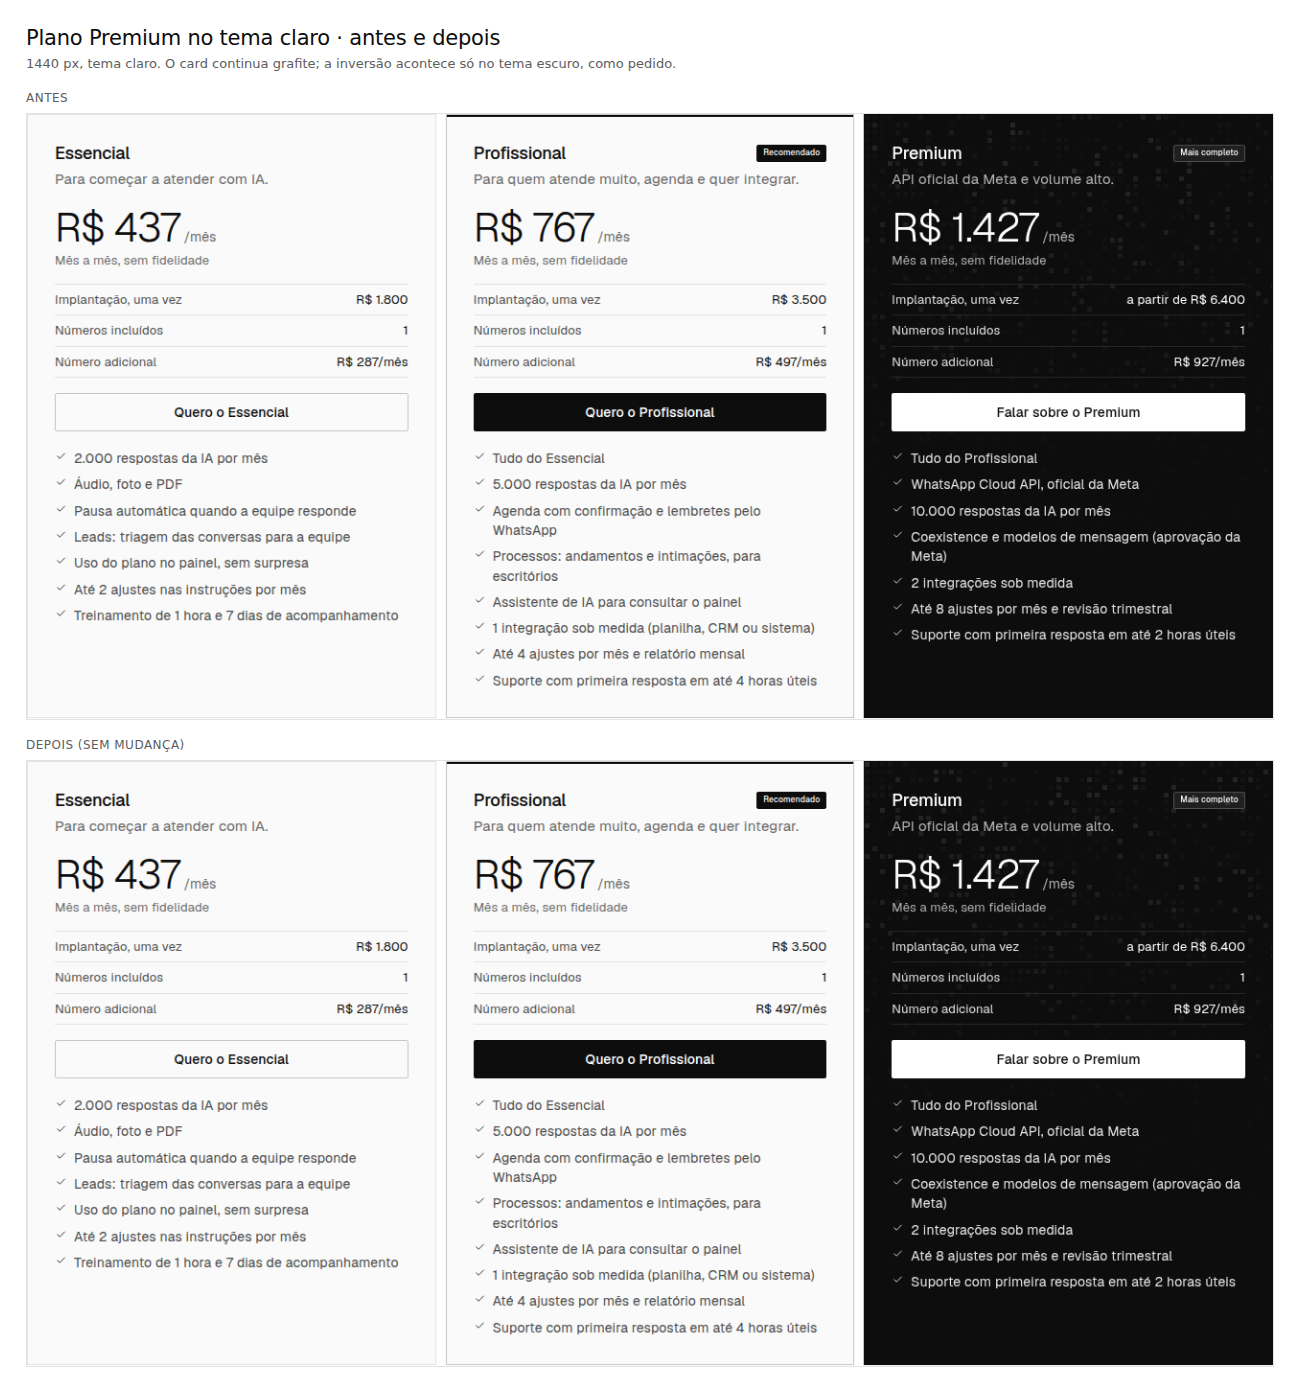 Plano Premium no tema claro · antes e depois
1440 px, tema claro. O card continua grafite; a inversão acontece só no tema escuro, como pedido.
ANTES
Essencial
Para começar a atender com IA.
R$ 437 /mês
Mês a mês, sem fidelidade
Implantação, uma vez R$ 1.800
Números incluídos 1
Número adicional R$ 287/mês
Quero o Essencial
2.000 respostas da IA por mês
Áudio, foto e PDF
Pausa automática quando a equipe responde
Leads: triagem das conversas para a equipe
Uso do plano no painel, sem surpresa
Até 2 ajustes nas instruções por mês
Treinamento de 1 hora e 7 dias de acompanhamento
Profissional Recomendado
Para quem atende muito, agenda e quer integrar.
R$ 767 /mês
Mês a mês, sem fidelidade
Implantação, uma vez R$ 3.500
Números incluídos 1
Número adicional R$ 497/mês
Quero o Profissional
Tudo do Essencial
5.000 respostas da IA por mês
Agenda com confirmação e lembretes pelo
WhatsApp
Processos: andamentos e intimações, para
escritórios
Assistente de IA para consultar o painel
1 integração sob medida (planilha, CRM ou sistema)
Até 4 ajustes por mês e relatório mensal
Suporte com primeira resposta em até 4 horas úteis
Premium Mais completo
API oficial da Meta e volume alto.
R$ 1.427 /mês
Mês a mês, sem fidelidade
Implantação, uma vez a partir de R$ 6.400
Números incluídos 1
Número adicional R$ 927/mês
Falar sobre o Premium
Tudo do Profissional
WhatsApp Cloud API, oficial da Meta
10.000 respostas da IA por mês
Coexistence e modelos de mensagem (aprovação da
Meta)
2 integrações sob medida
Até 8 ajustes por mês e revisão trimestral
Suporte com primeira resposta em até 2 horas úteis
DEPOIS (SEM MUDANÇA)
Essencial
Para começar a atender com IA.
R$ 437 /mês
Mês a mês, sem fidelidade
Implantação, uma vez R$ 1.800
Números incluídos 1
Número adicional R$ 287/mês
Quero o Essencial
2.000 respostas da IA por mês
Áudio, foto e PDF
Pausa automática quando a equipe responde
Leads: triagem das conversas para a equipe
Uso do plano no painel, sem surpresa
Até 2 ajustes nas instruções por mês
Treinamento de 1 hora e 7 dias de acompanhamento
Profissional Recomendado
Para quem atende muito, agenda e quer integrar.
R$ 767 /mês
Mês a mês, sem fidelidade
Implantação, uma vez R$ 3.500
Números incluídos 1
Número adicional R$ 497/mês
Quero o Profissional
Tudo do Essencial
5.000 respostas da IA por mês
Agenda com confirmação e lembretes pelo
WhatsApp
Processos: andamentos e intimações, para
escritórios
Assistente de IA para consultar o painel
1 integração sob medida (planilha, CRM ou sistema)
Até 4 ajustes por mês e relatório mensal
Suporte com primeira resposta em até 4 horas úteis
Premium Mais completo
API oficial da Meta e volume alto.
R$ 1.427 /mês
Mês a mês, sem fidelidade
Implantação, uma vez a partir de R$ 6.400
Números incluídos 1
Número adicional R$ 927/mês
Falar sobre o Premium
Tudo do Profissional
WhatsApp Cloud API, oficial da Meta
10.000 respostas da IA por mês
Coexistence e modelos de mensagem (aprovação da
Meta)
2 integrações sob medida
Até 8 ajustes por mês e revisão trimestral
Suporte com primeira resposta em até 2 horas úteis